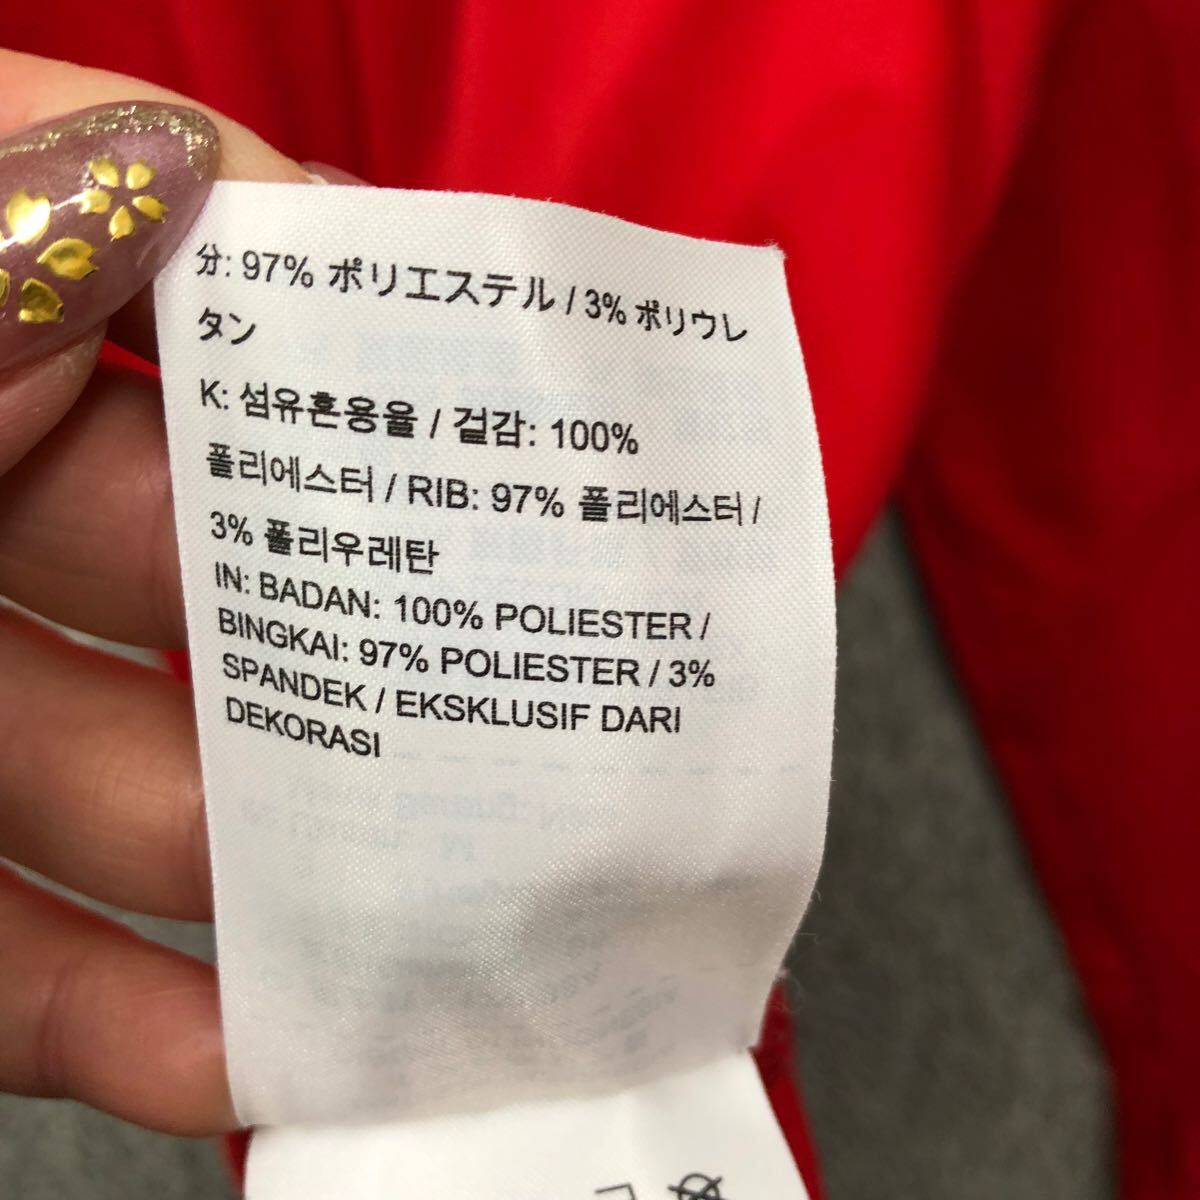 分: 97% ポリエステル / 3% ポリウレ
タン
K: 섬유혼용율 / 겉감: 100%
폴리에스터 / RIB: 97% 폴리에스터 /
3% 폴리우레탄
IN: BADAN: 100% POLIESTER /
BINGKAI: 97% POLIESTER / 3%
SPANDEK / EKSKLUSIF DARI
DEKORASI